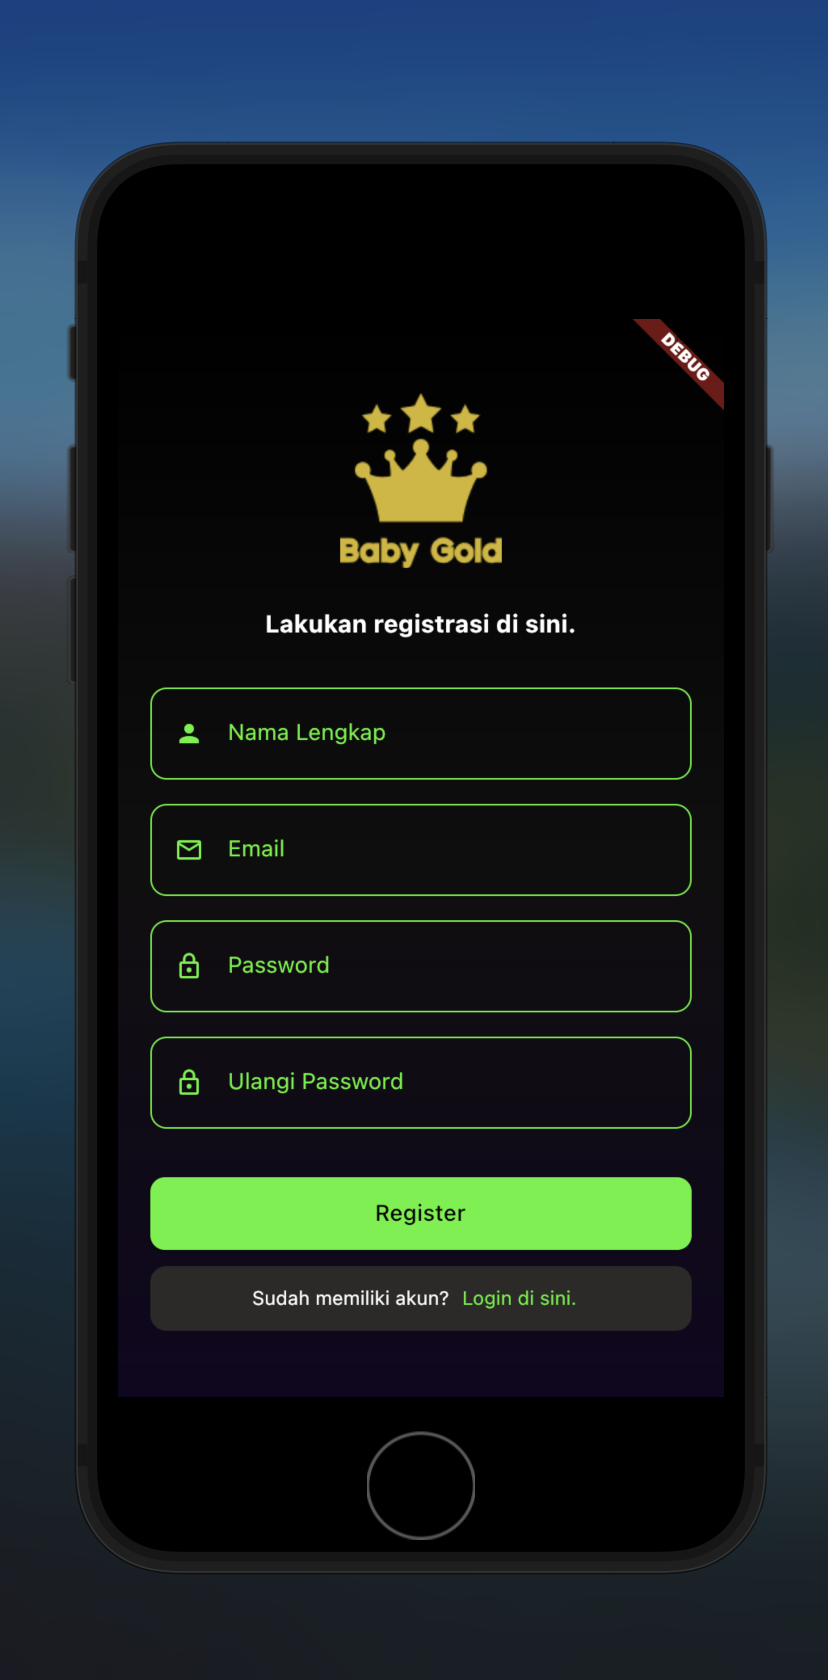 DEBUG
Baby Gold
Lakukan registrasi di sini.
Nama Lengkap
Email
Password
Ulangi Password
Register
Sudah memiliki akun? Login di sini.